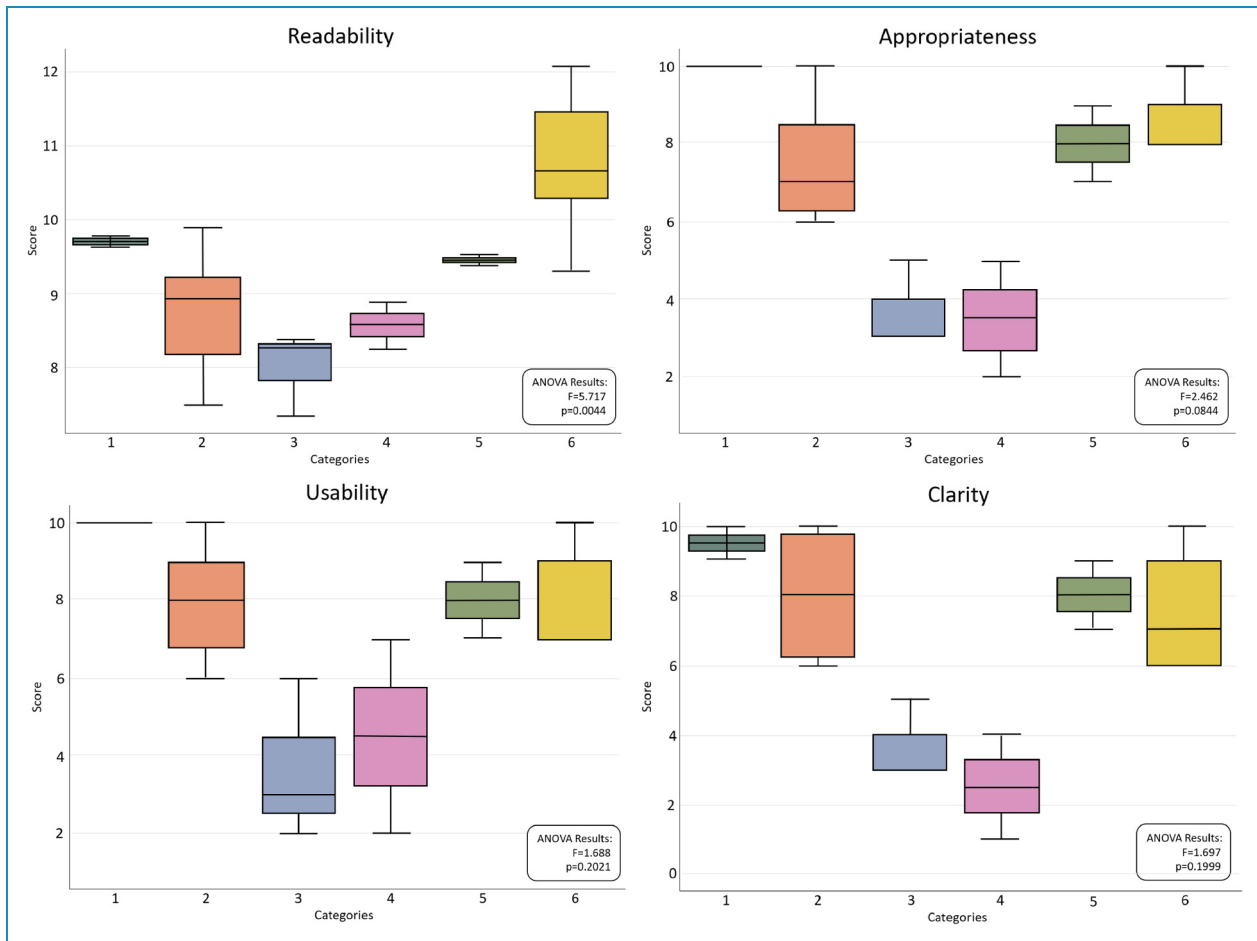 Readability
12
11
10
9
8
Score
1 2 3 4 5 6
Categories
ANOVA Results:
F=5.717
p=0.0044
Appropriateness
10
8
6
4
2
Score
1 2 3 4 5 6
Categories
ANOVA Results:
F=2.462
p=0.0844
Usability
10
8
6
4
2
Score
1 2 3 4 5 6
Categories
ANOVA Results:
F=1.688
p=0.2021
Clarity
10
8
6
4
2
0
Score
1 2 3 4 5 6
Categories
ANOVA Results:
F=1.697
p=0.1999